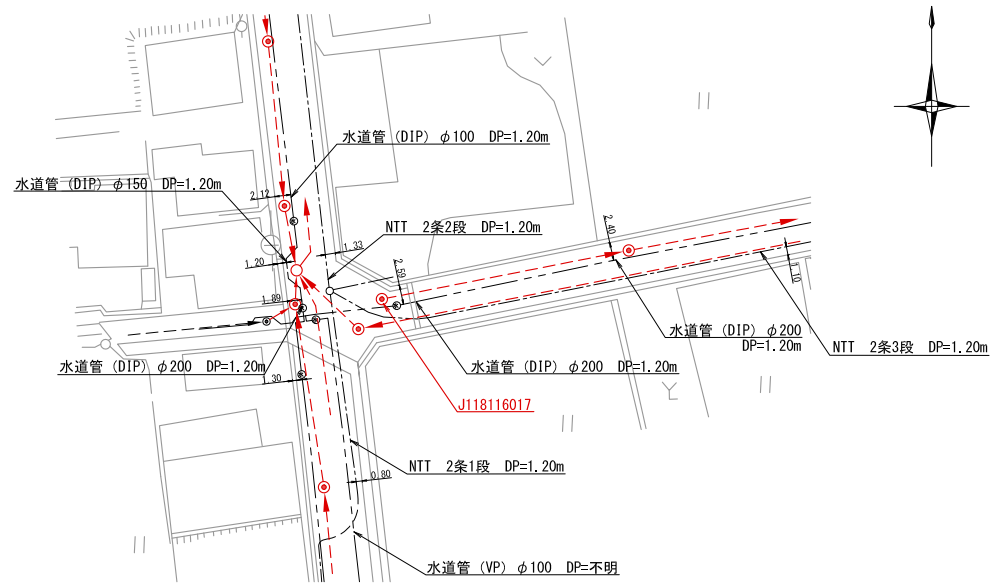 水道管 (DIP) φ100 DP=1.20m
水道管 (DIP) φ150 DP=1.20m
2.12
NTT 2条2段 DP=1.20m
1.33
2.40
1.20
2.59
1.10
1.89
水道管 (DIP) φ200
DP=1.20m
NTT 2条3段 DP=1.20m
水道管 (DIP) φ200 DP=1.20m
水道管 (DIP) φ200 DP=1.20m
1.30
J118116017
NTT 2条1段 DP=1.20m
0.80
水道管 (VP) φ100 DP=不明